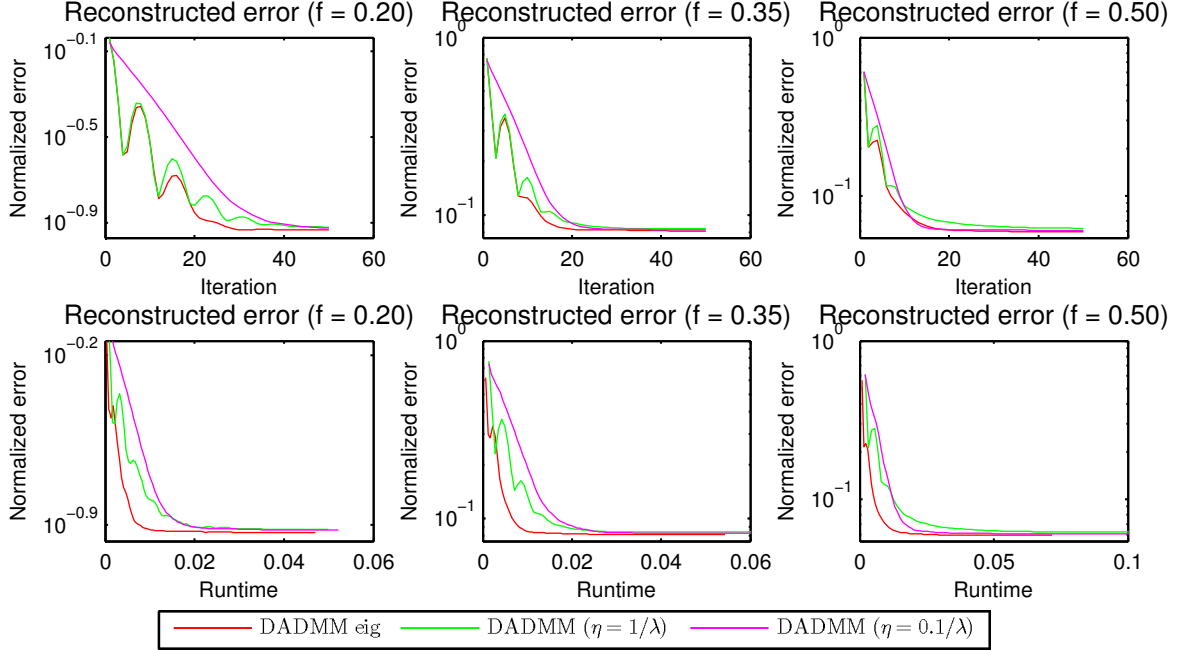 Reconstructed error (f = 0.20)
10^−0.1
10^−0.5
10^−0.9
Normalized error
0 20 40 60
Iteration
Reconstructed error (f = 0.35)
10^0
10^−1
Normalized error
0 20 40 60
Iteration
Reconstructed error (f = 0.50)
10^0
10^−1
Normalized error
0 20 40 60
Iteration
Reconstructed error (f = 0.20)
10^−0.2
10^−0.9
Normalized error
0 0.02 0.04 0.06
Runtime
Reconstructed error (f = 0.35)
10^0
10^−1
Normalized error
0 0.02 0.04 0.06
Runtime
Reconstructed error (f = 0.50)
10^0
10^−1
Normalized error
0 0.05 0.1
Runtime
DADMM eig DADMM (η = 1/λ) DADMM (η = 0.1/λ)